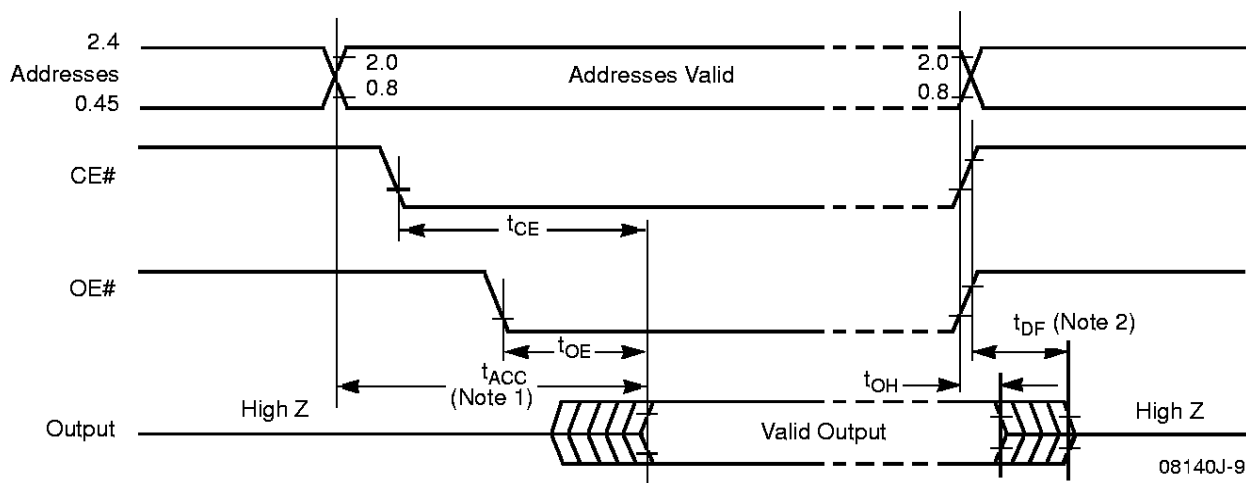 2.4
Addresses
0.45
2.0
0.8
Addresses Valid
2.0
0.8
CE#
tCE
OE#
tOE
tDF (Note 2)
tACC
(Note 1)
tOH
High Z
Output
Valid Output
High Z
08140J-9